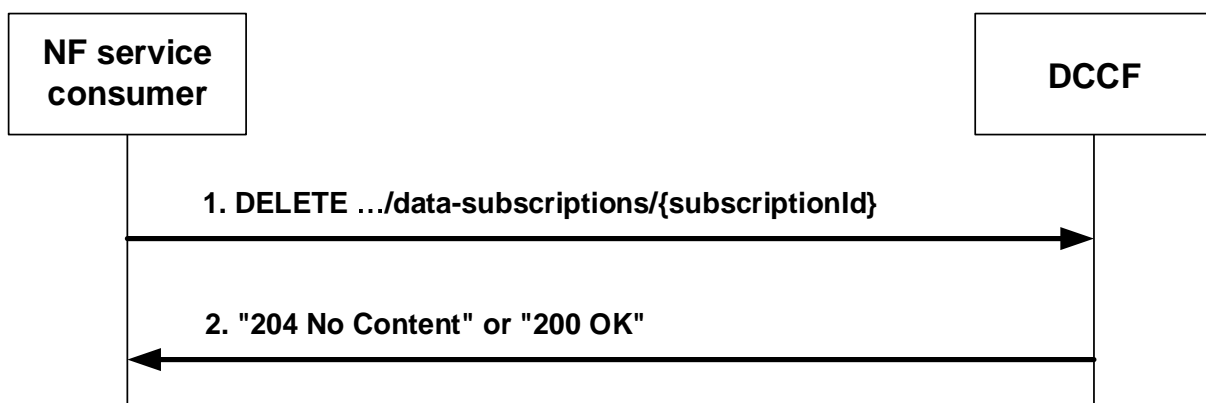 NF service
consumer
DCCF
1. DELETE …/data-subscriptions/{subscriptionId}
2. "204 No Content" or "200 OK"